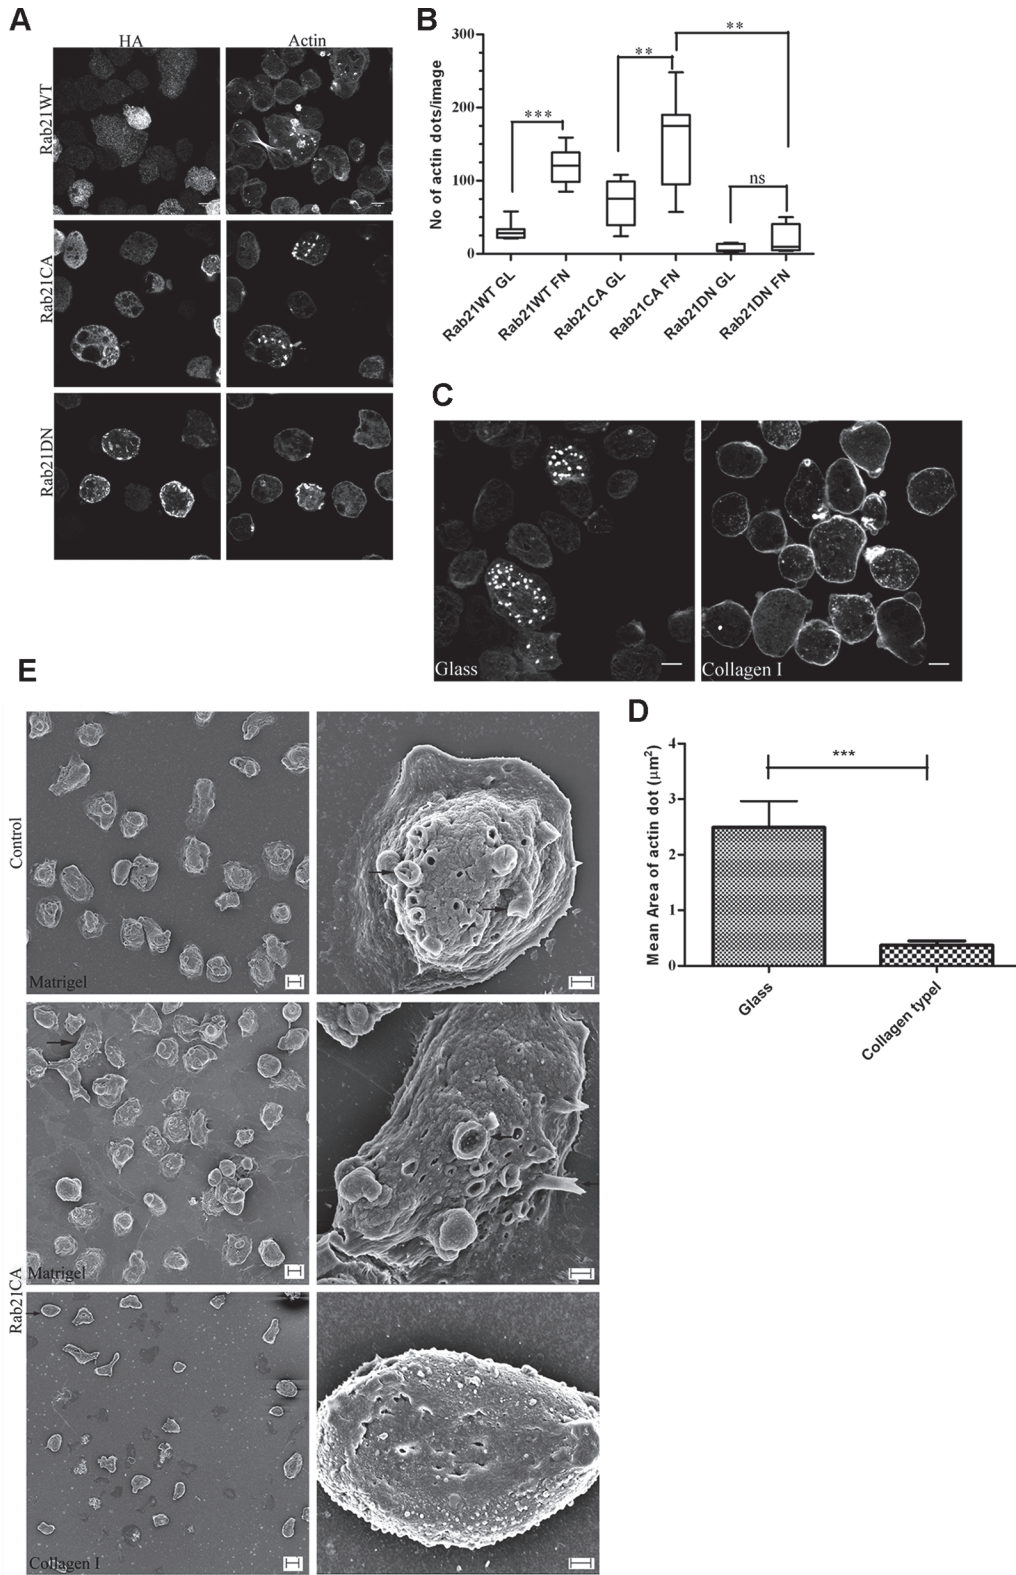 A
HA
Actin
Rab21WT
Rab21CA
Rab21DN
B
No of actin dots/image
300
200
100
0
***
**
**
ns
Rab21WT GL
Rab21WT FN
Rab21CA GL
Rab21CA FN
Rab21DN GL
Rab21DN FN
C
Glass
Collagen I
E
Control
Matrigel
Rab21CA
Matrigel
Collagen I
D
Mean Area of actin dot (μm²)
4
3
2
1
0
***
Glass
Collagen typeI